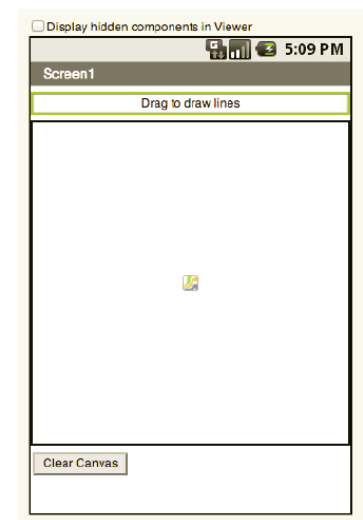 Display hidden components in Viewer
5:09 PM
Screen1
Drag to draw lines
Clear Canvas